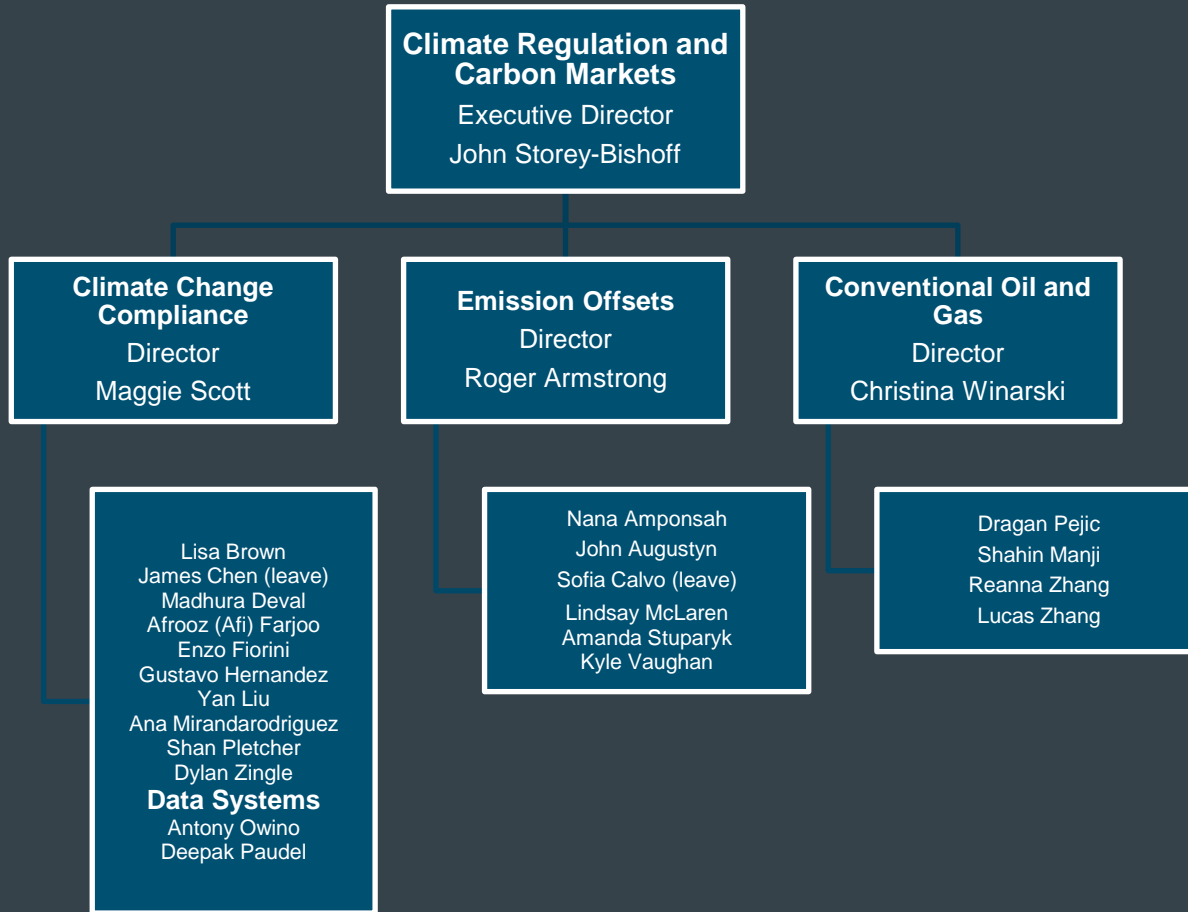 Climate Regulation and
Carbon Markets
Executive Director
John Storey-Bishoff
Climate Change
Compliance
Director
Maggie Scott
Emission Offsets
Director
Roger Armstrong
Conventional Oil and
Gas
Director
Christina Winarski
Lisa Brown
James Chen (leave)
Madhura Deval
Afrooz (Afi) Farjoo
Enzo Fiorini
Gustavo Hernandez
Yan Liu
Ana Mirandarodriguez
Shan Pletcher
Dylan Zingle
Data Systems
Antony Owino
Deepak Paudel
Nana Amponsah
John Augustyn
Sofia Calvo (leave)
Lindsay McLaren
Amanda Stuparyk
Kyle Vaughan
Dragan Pejic
Shahin Manji
Reanna Zhang
Lucas Zhang